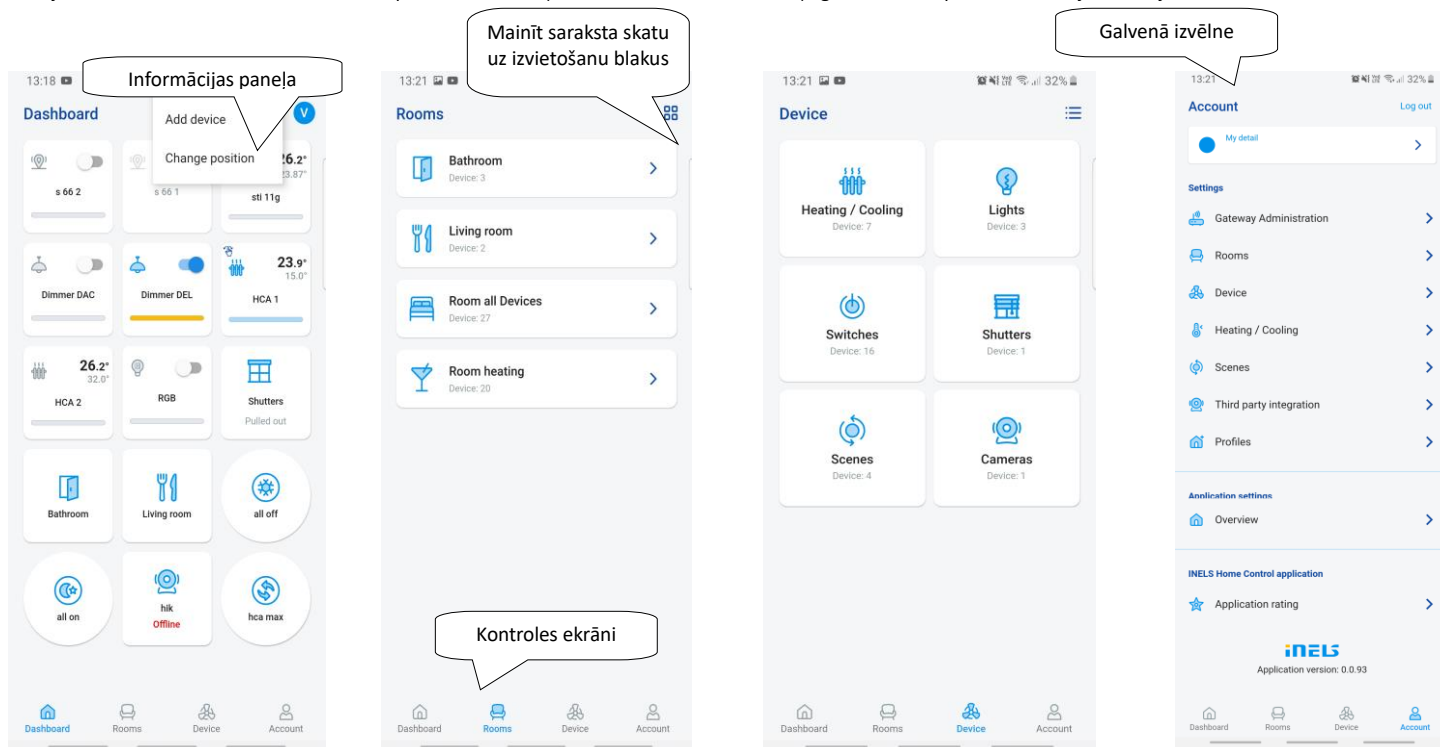 Mainīt saraksta skatu
uz izvietošanu blakus
Galvenā izvēlne
Informācijas paneļa
Kontroles ekrāni
13:18
Dashboard
V
Add device
Change position
26.2°
23.87°
s 66 2
s 66 1
sti 11g
23.9°
15.0°
Dimmer DAC
Dimmer DEL
HCA 1
26.2°
32.0°
HCA 2
RGB
Shutters
Pulled out
Bathroom
Living room
all off
all on
hik
Offline
hca max
Dashboard
Rooms
Device
Account
13:21
Rooms
Bathroom
Device: 3
Living room
Device: 2
Room all Devices
Device: 27
Room heating
Device: 20
Dashboard
Rooms
Device
Account
13:21
32%
Device
Heating / Cooling
Device: 7
Lights
Device: 3
Switches
Device: 16
Shutters
Device: 1
Scenes
Device: 4
Cameras
Device: 1
Dashboard
Rooms
Device
Account
13:21
32%
Account
Log out
My detail
Settings
Gateway Administration
Rooms
Device
Heating / Cooling
Scenes
Third party integration
Profiles
Application settings
Overview
INELS Home Control application
Application rating
iNELS
Application version: 0.0.93
Dashboard
Rooms
Device
Account